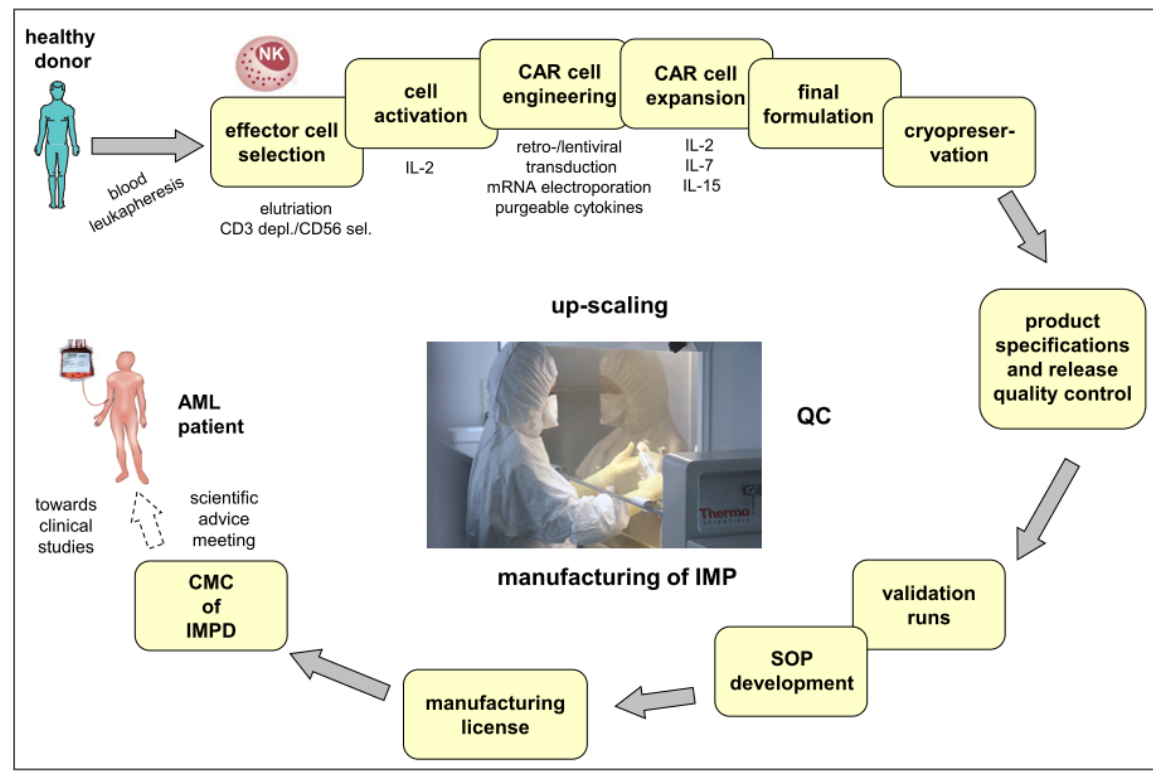 healthy
donor
NK
blood
leukapheresis
effector cell
selection
elutriation
CD3 depl./CD56 sel.
cell
activation
IL-2
CAR cell
engineering
retro-/lentiviral
transduction
mRNA electroporation
purgeable cytokines
CAR cell
expansion
IL-2
IL-7
IL-15
final
formulation
cryopreser-
vation
product
specifications
and release
quality control
up-scaling
QC
Thermo
SCIENTIFIC
manufacturing of IMP
validation
runs
SOP
development
manufacturing
license
CMC
of
IMPD
scientific
advice
meeting
towards
clinical
studies
AML
patient